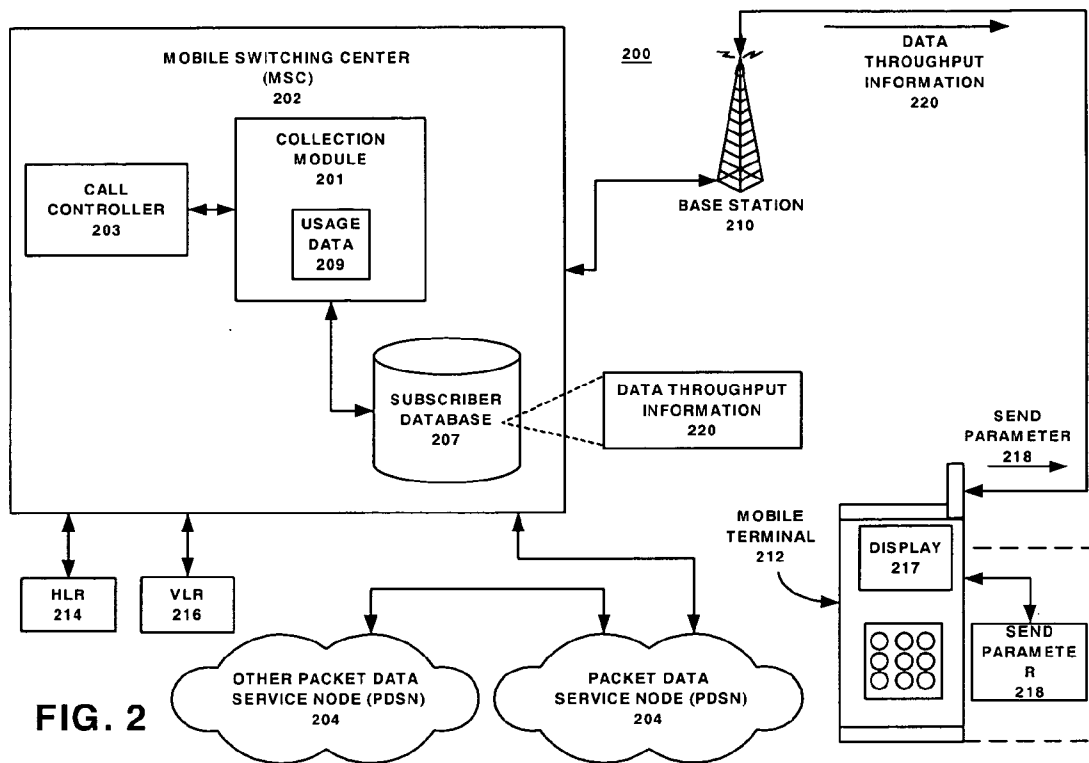 MOBILE SWITCHING CENTER
(MSC)
202
COLLECTION
MODULE
201
USAGE
DATA
209
CALL
CONTROLLER
203
SUBSCRIBER
DATABASE
207
DATA THROUGHPUT
INFORMATION
220
200
DATA
THROUGHPUT
INFORMATION
220
BASE STATION
210
SEND
PARAMETER
218
MOBILE
TERMINAL
212
DISPLAY
217
SEND
PARAMETE
R
218
HLR
214
VLR
216
OTHER PACKET DATA
SERVICE NODE (PDSN)
204
PACKET DATA
SERVICE NODE (PDSN)
204
FIG. 2